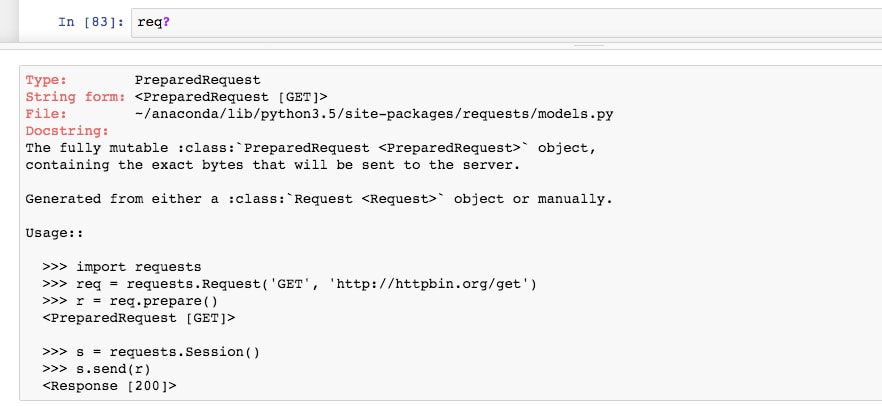 In [83]: req?
Type:        PreparedRequest
String form: <PreparedRequest [GET]>
File:        ~/anaconda/lib/python3.5/site-packages/requests/models.py
Docstring:
The fully mutable :class:`PreparedRequest <PreparedRequest>` object,
containing the exact bytes that will be sent to the server.
Generated from either a :class:`Request <Request>` object or manually.
Usage::
  >>> import requests
  >>> req = requests.Request('GET', 'http://httpbin.org/get')
  >>> r = req.prepare()
  <PreparedRequest [GET]>
  >>> s = requests.Session()
  >>> s.send(r)
  <Response [200]>